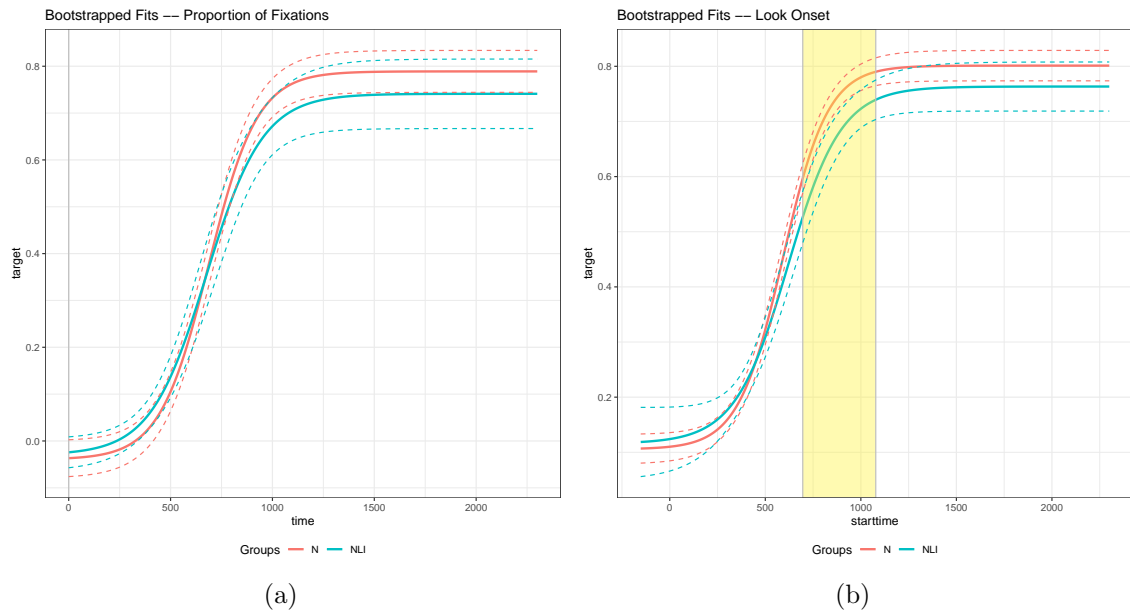 Bootstrapped Fits −− Proportion of Fixations
target
0.8
0.6
0.4
0.2
0.0
0 500 1000 1500 2000
time
Groups N NLI
(a)
Bootstrapped Fits −− Look Onset
target
0.8
0.6
0.4
0.2
0 500 1000 1500 2000
starttime
Groups N NLI
(b)